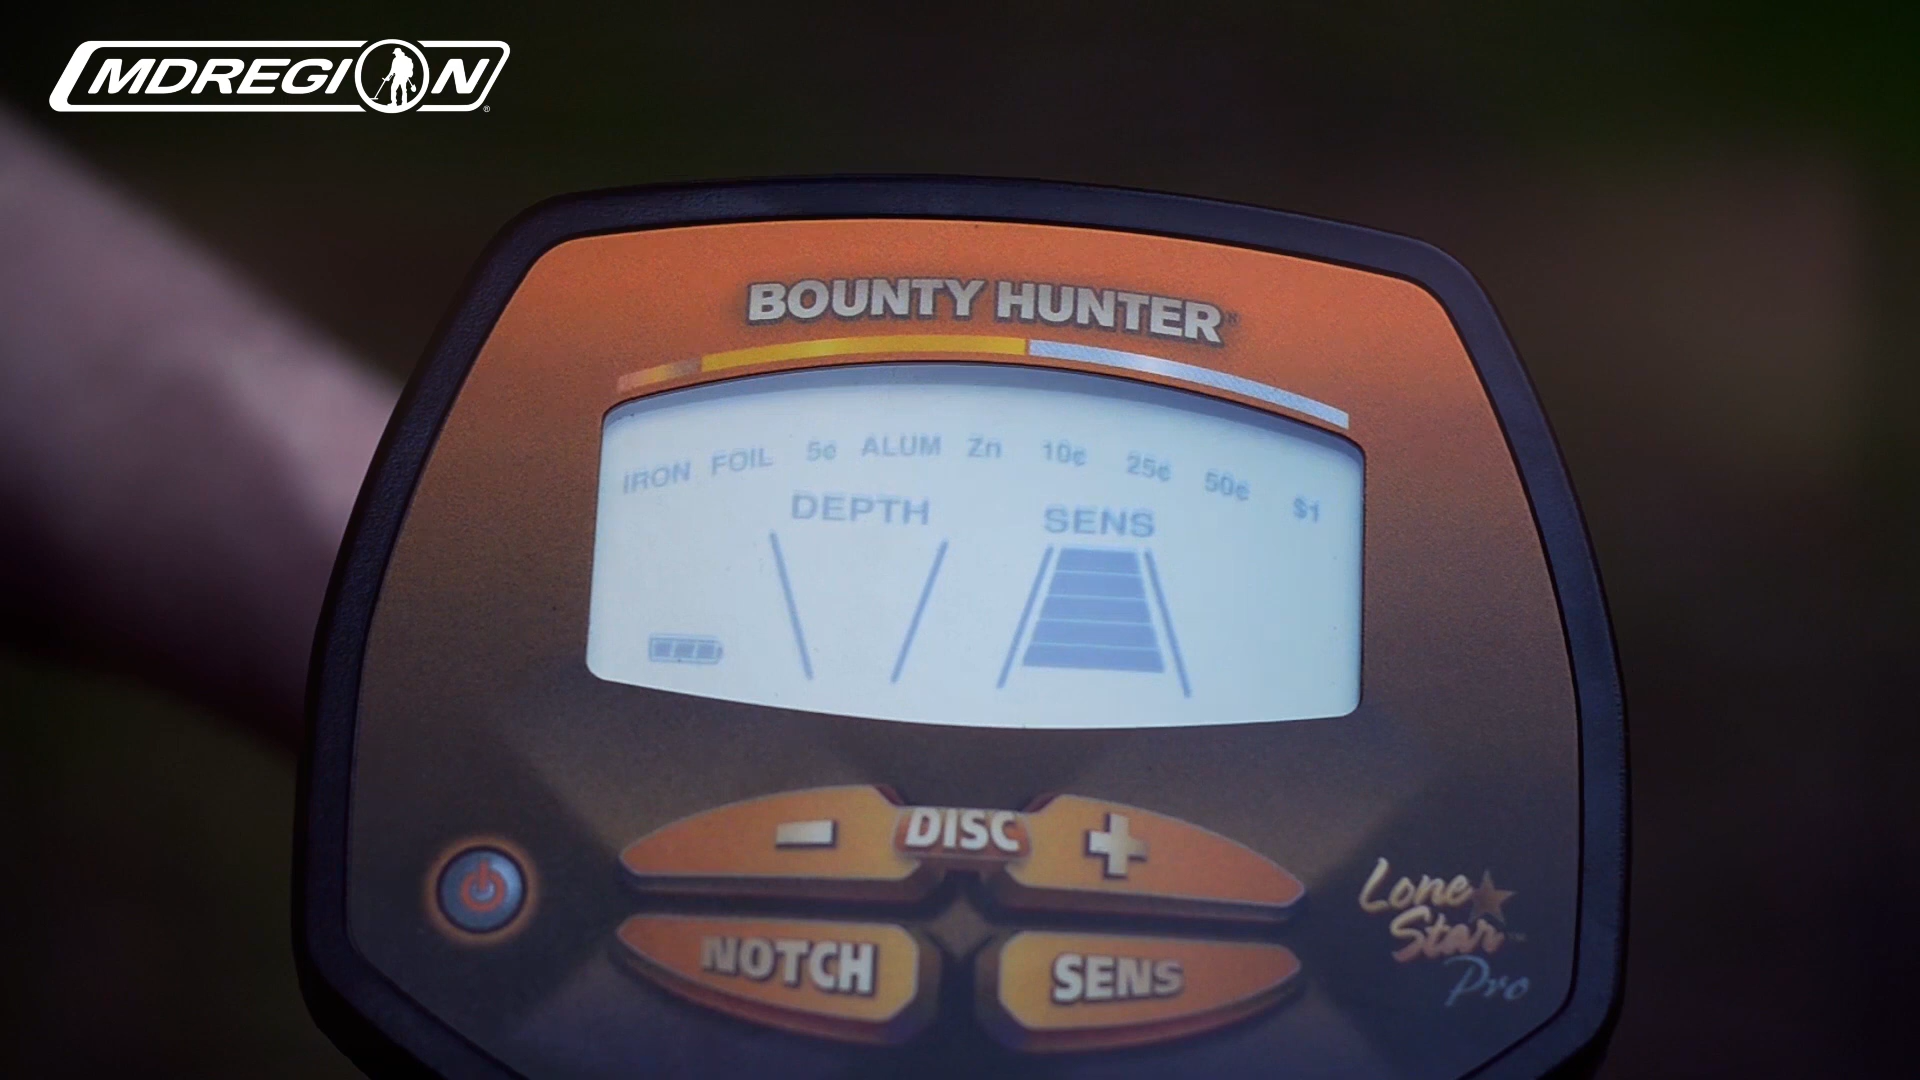 MDREGION®
BOUNTY HUNTER®
IRON FOIL 5¢ ALUM Zn 10¢ 25¢ 50¢ $1
DEPTH SENS
- DISC +
NOTCH SENS
Lone
Star™
Pro